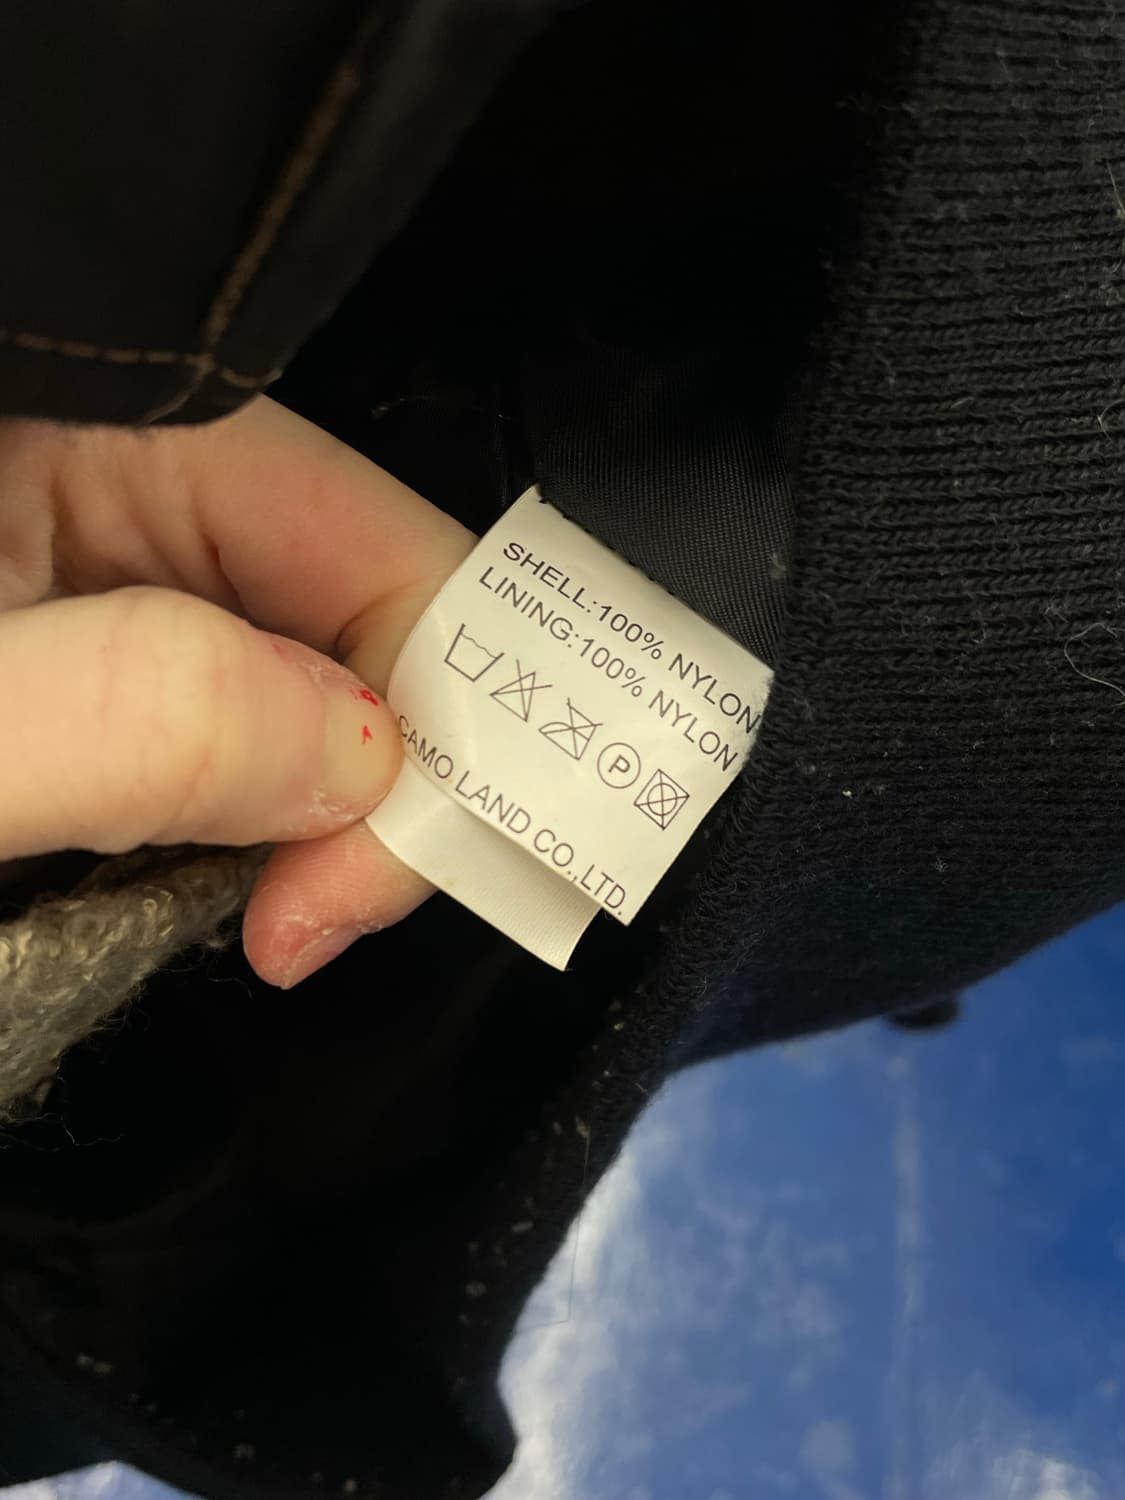 SHELL:100% NYLON
LINING:100% NYLON
P
CAMO LAND CO.,LTD.